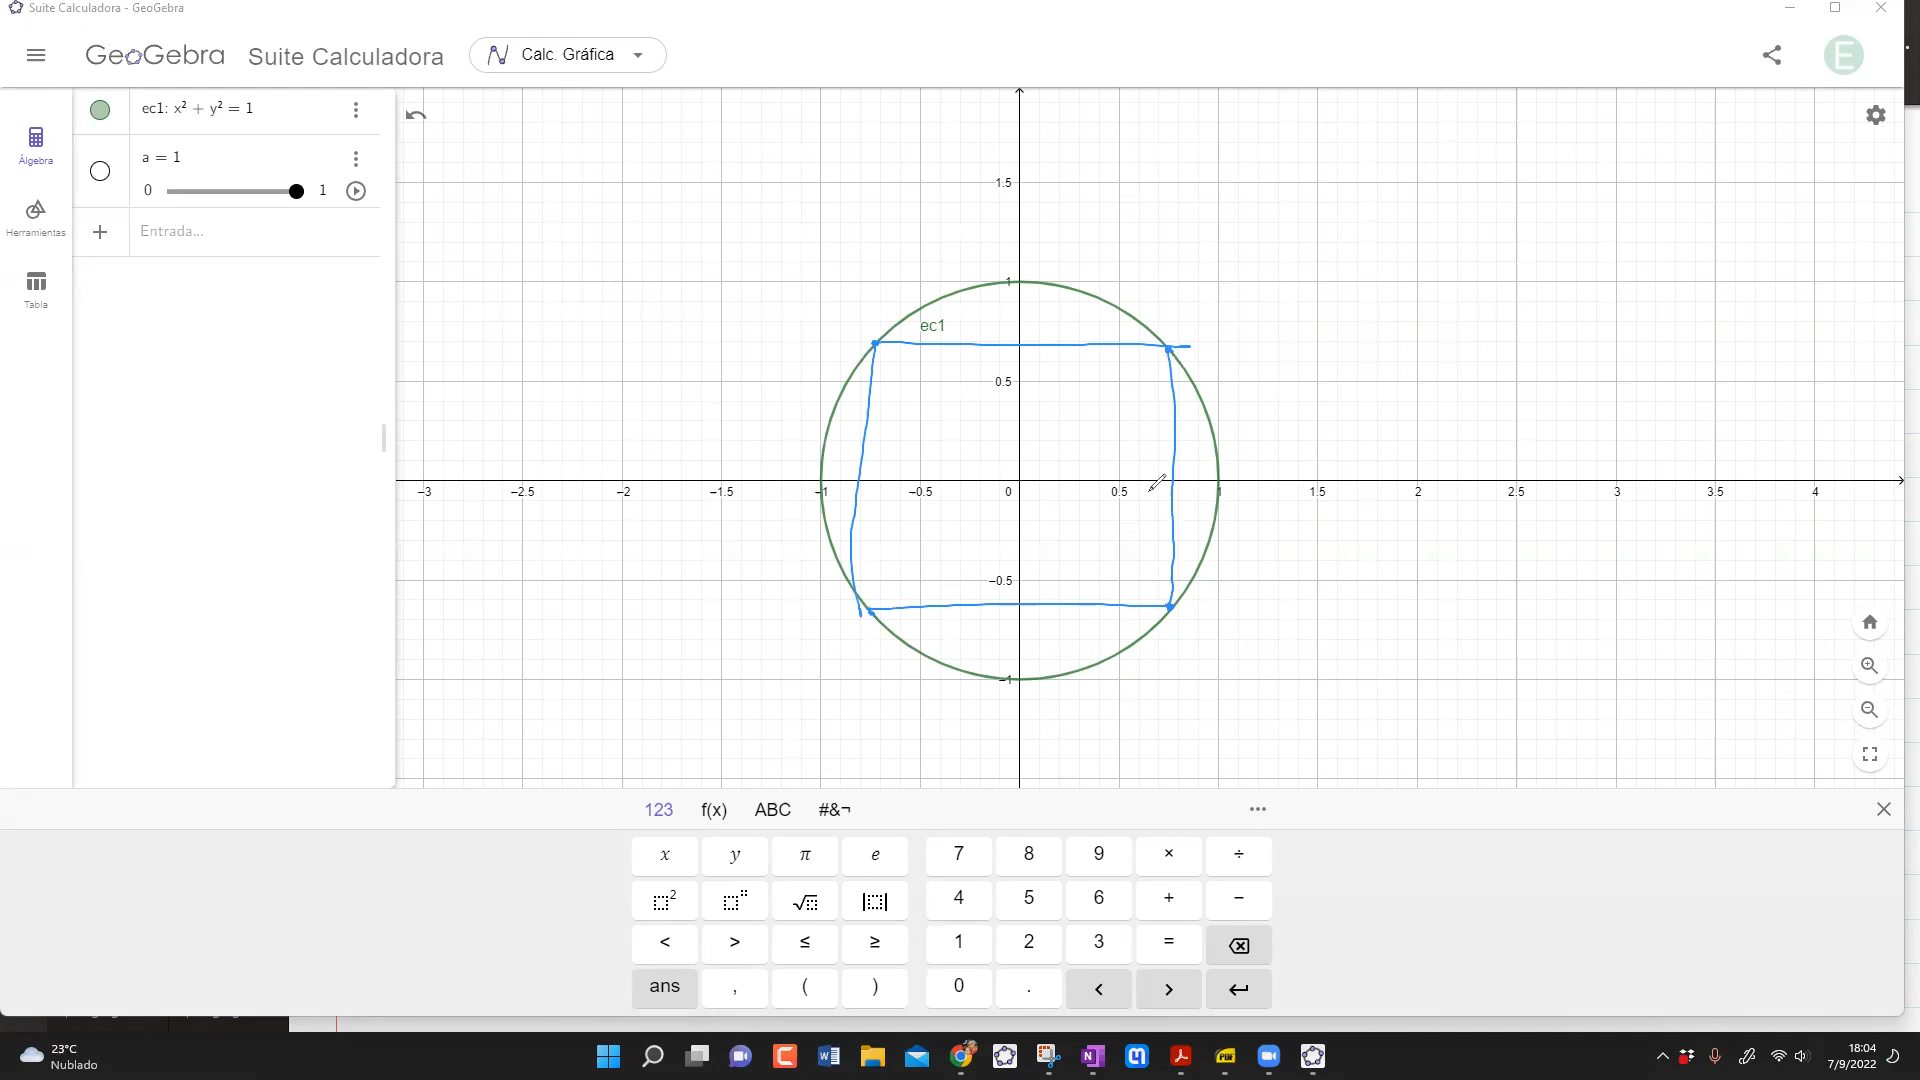 Suite Calculadora - GeoGebra
GeoGebra Suite Calculadora Calc. Gráfica E
ec1: x² + y² = 1
a = 1
0 1
Entrada...
Álgebra
Herramientas
Tabla
ec1
1.5
1
0.5
−3 −2.5 −2 −1.5 −1 −0.5 0 0.5 1 1.5 2 2.5 3 3.5 4
−0.5
−1
123 f(x) ABC #&¬ •••
x y π e 7 8 9 × ÷
□² □ √ |□| 4 5 6 + −
< > ≤ ≥ 1 2 3 =
ans , ( ) 0 . < >
23°C
Nublado
18:04
7/9/2022